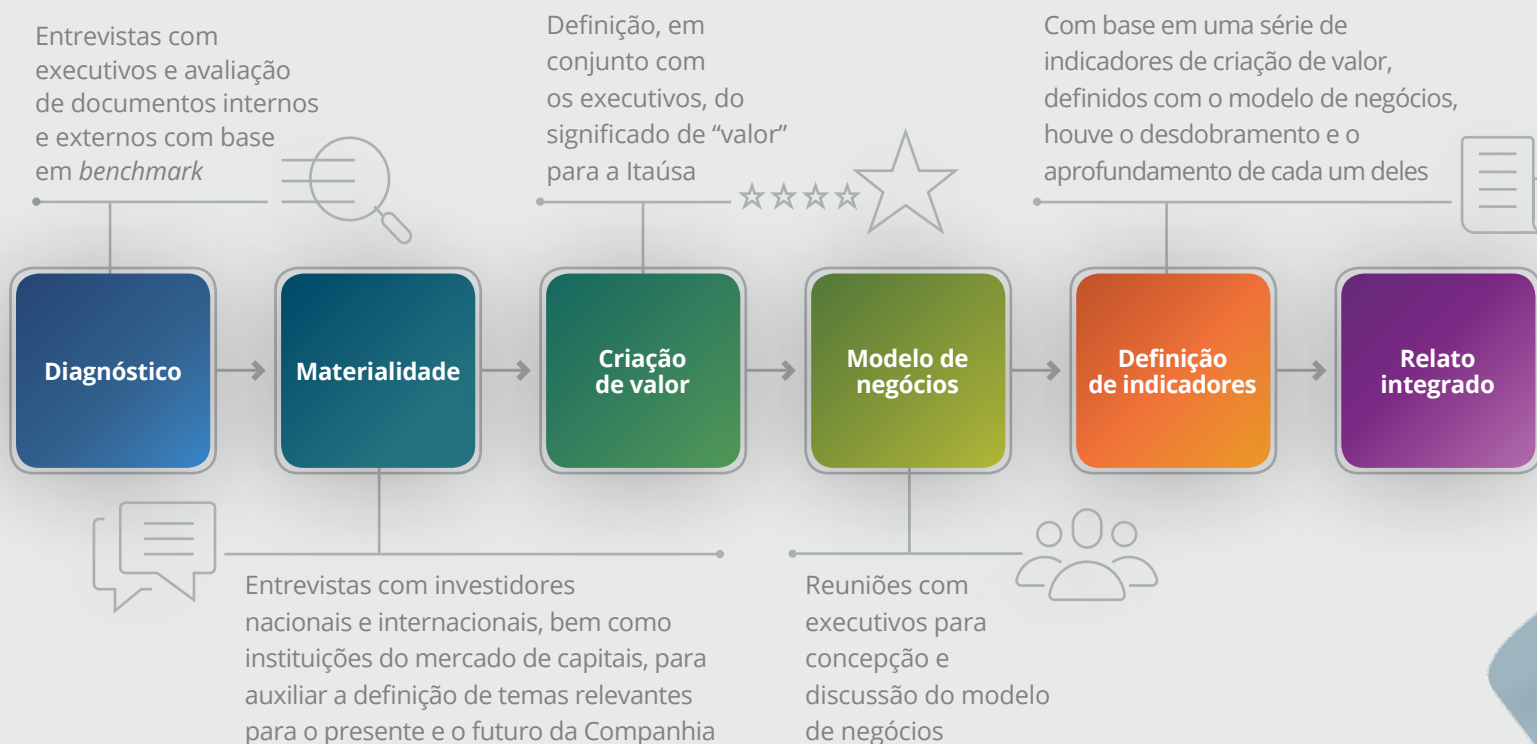 Entrevistas com
executivos e avaliação
de documentos internos
e externos com base
em benchmark
Definição, em
conjunto com
os executivos, do
significado de “valor”
para a Itaúsa
Com base em uma série de
indicadores de criação de valor,
definidos com o modelo de negócios,
houve o desdobramento e o
aprofundamento de cada um deles
Diagnóstico
Materialidade
Criação
de valor
Modelo de
negócios
Definição
de indicadores
Relato
integrado
Entrevistas com investidores
nacionais e internacionais, bem como
instituições do mercado de capitais, para
auxiliar a definição de temas relevantes
para o presente e o futuro da Companhia
Reuniões com
executivos para
concepção e
discussão do modelo
de negócios